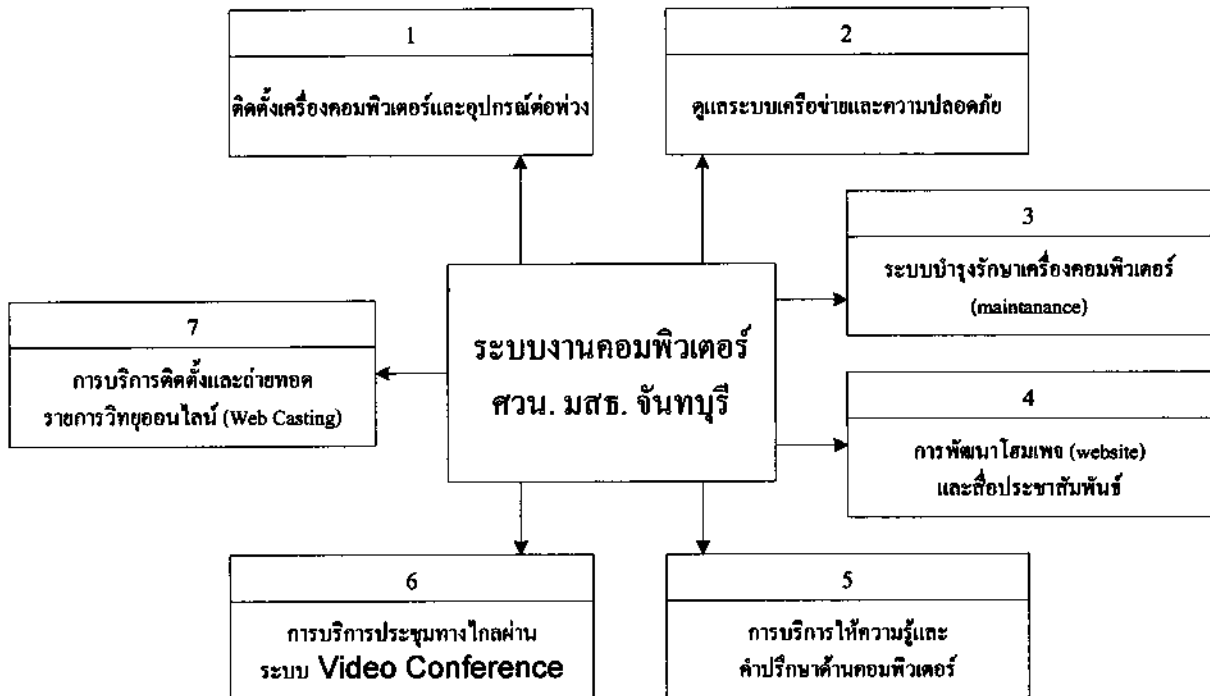 1
ติดตั้งเครื่องคอมพิวเตอร์และอุปกรณ์ต่อพ่วง
2
ดูแลระบบเครือข่ายและความปลอดภัย
3
ระบบบำรุงรักษาเครื่องคอมพิวเตอร์
(maintanance)
ระบบงานคอมพิวเตอร์
ศวน. มสธ. จันทบุรี
7
การบริการติดตั้งและถ่ายทอด
รายการวิทยุออนไลน์ (Web Casting)
4
การพัฒนาโฮมเพจ (website)
และสื่อประชาสัมพันธ์
6
การบริการประชุมทางไกลผ่าน
ระบบ Video Conference
5
การบริการให้ความรู้และ
คำปรึกษาด้านคอมพิวเตอร์